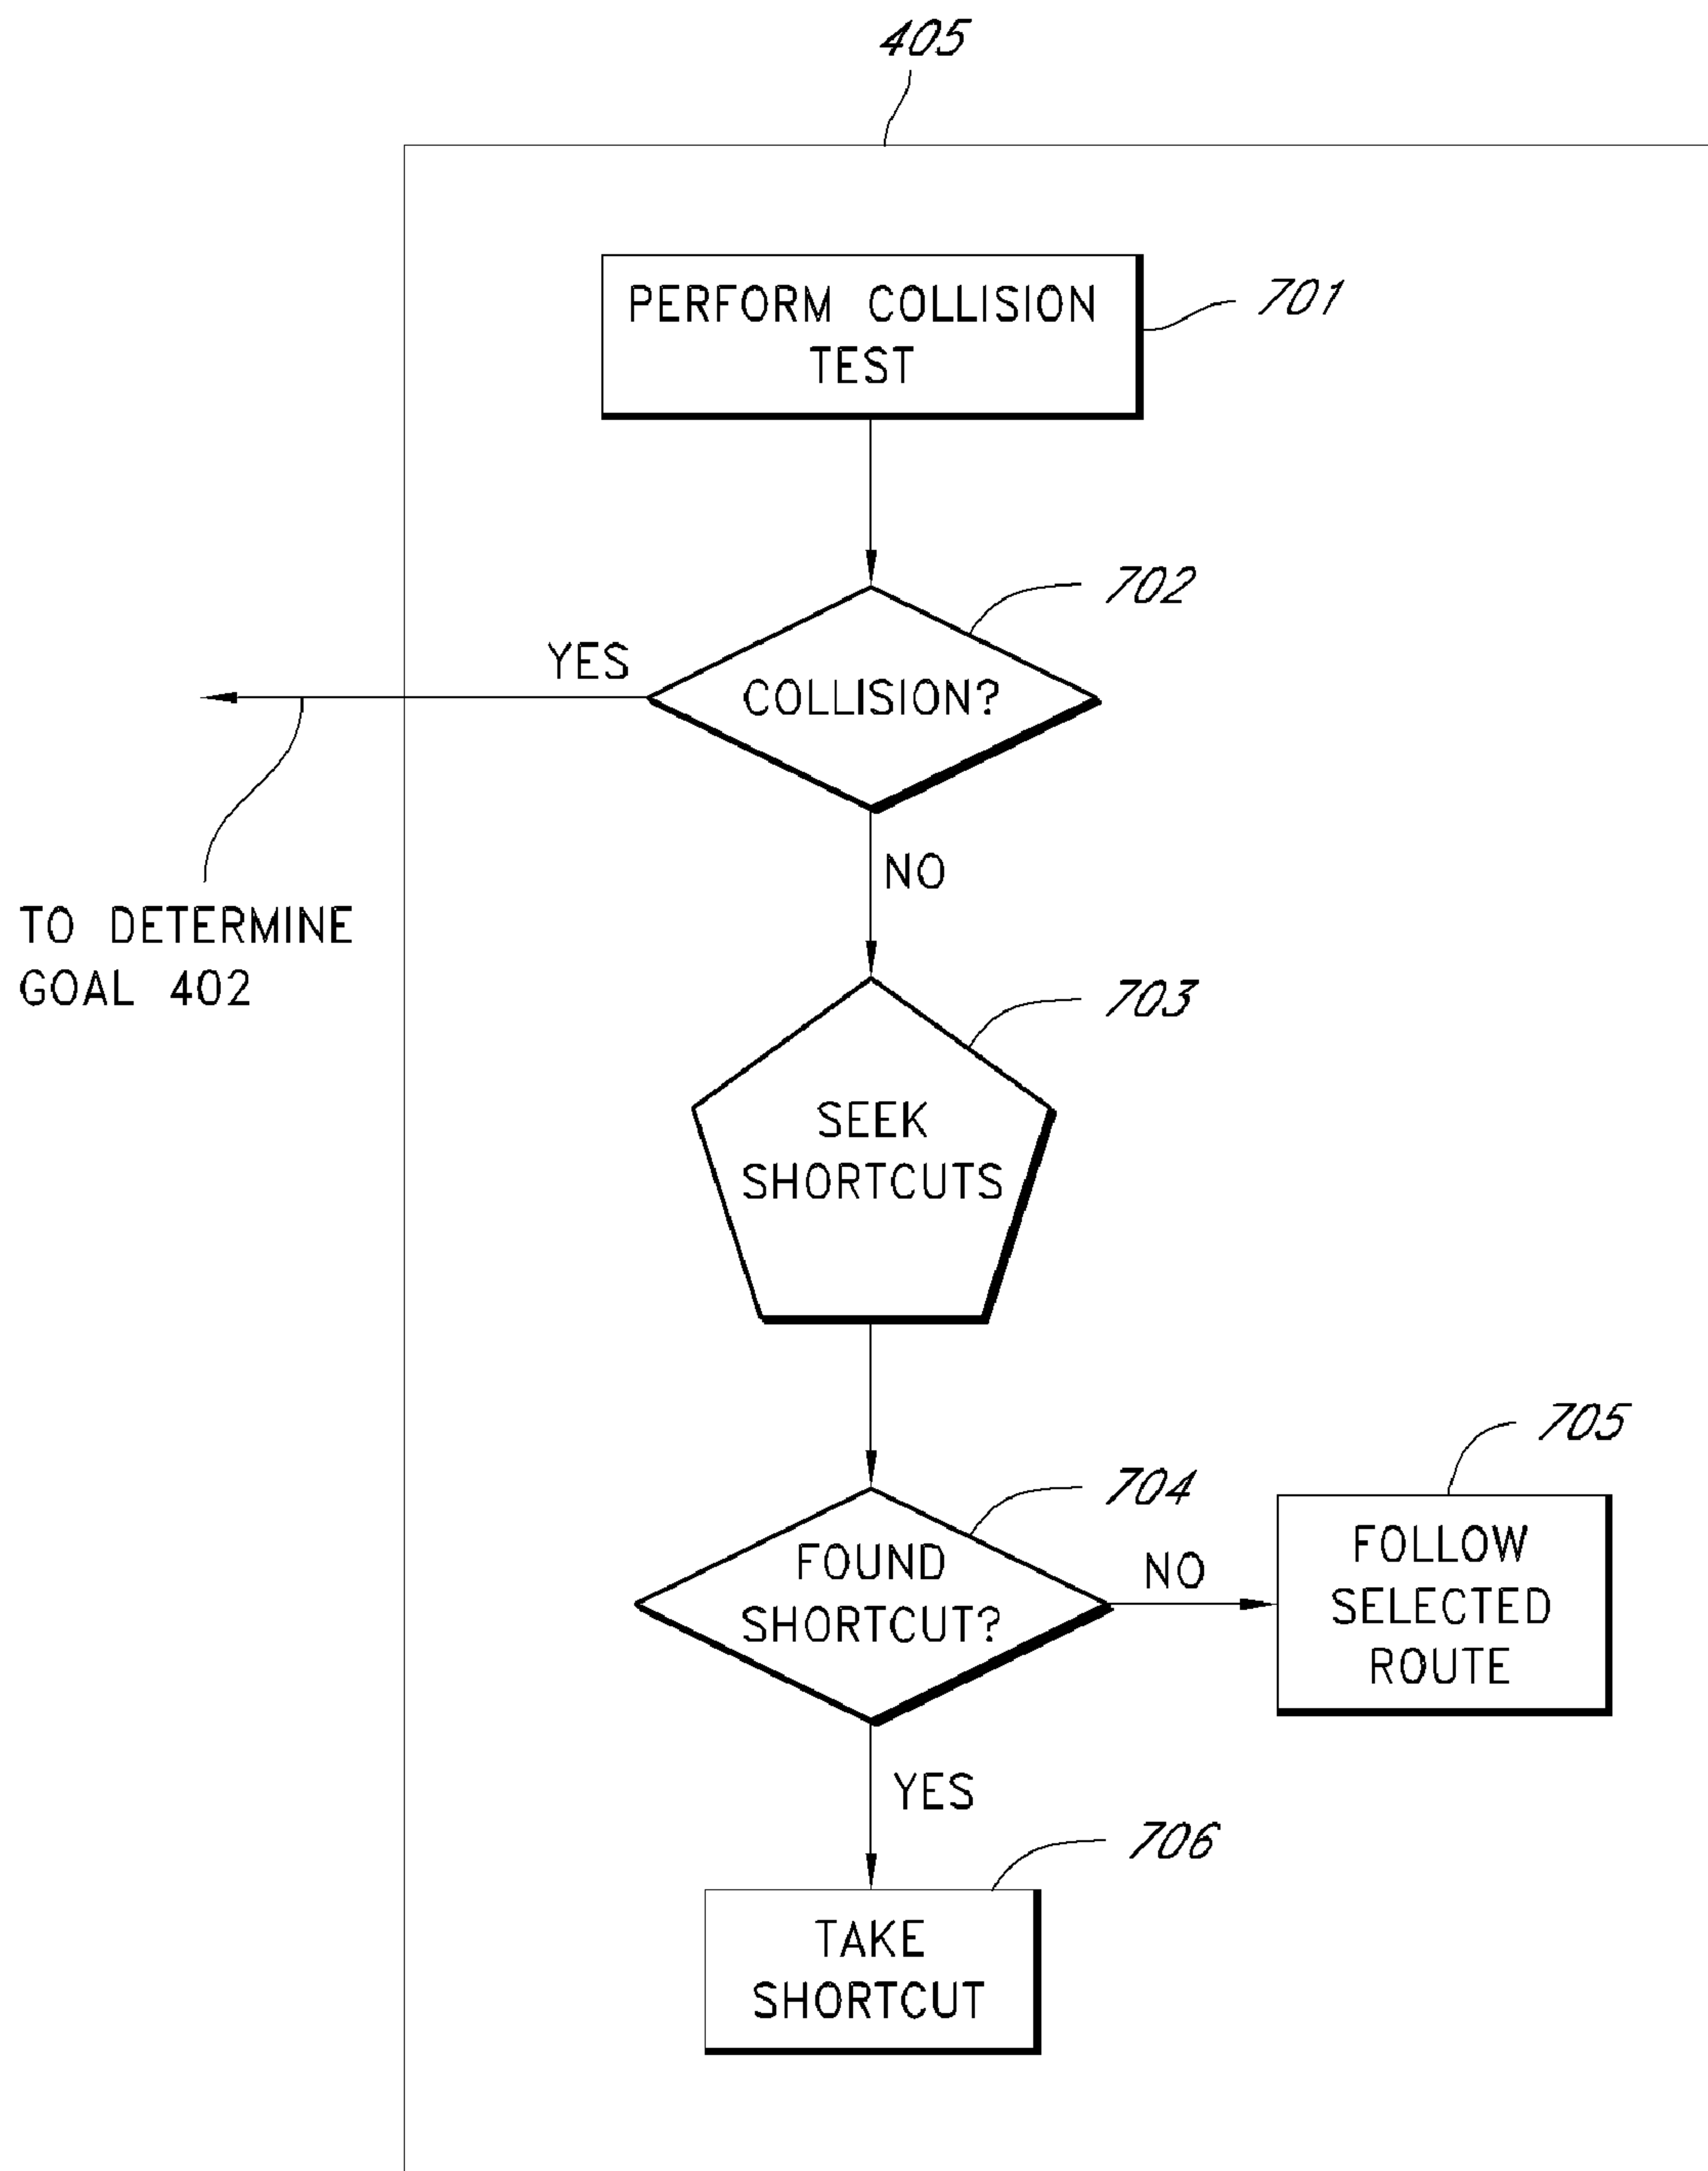 405
PERFORM COLLISION
TEST
701
702
YES
COLLISION?
NO
TO DETERMINE
GOAL 402
703
SEEK
SHORTCUTS
705
704
FOUND
SHORTCUT?
NO
FOLLOW
SELECTED
ROUTE
YES
706
TAKE
SHORTCUT